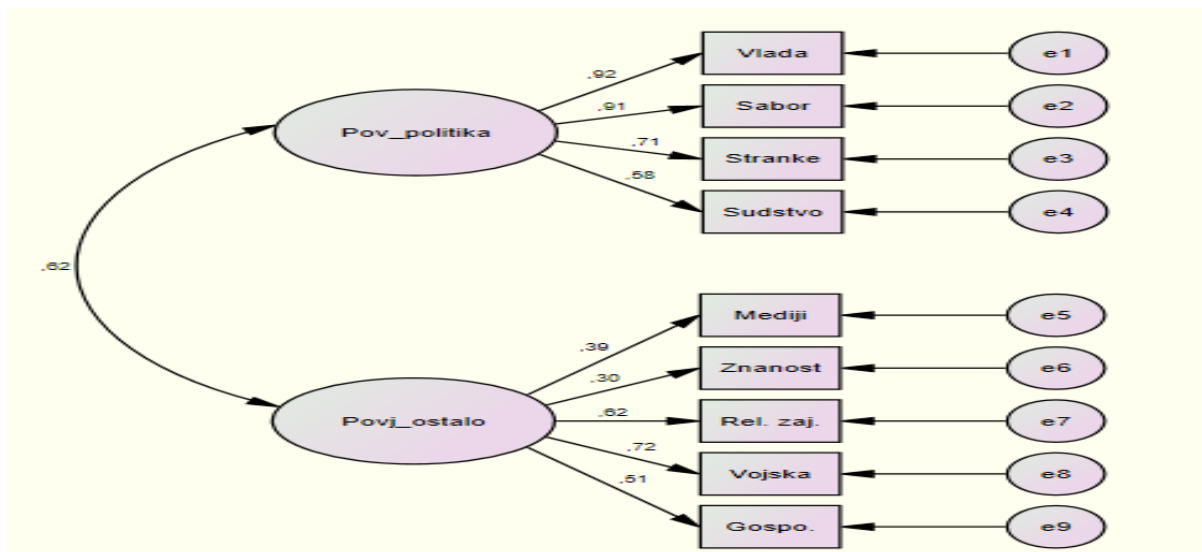 Vlada
e1
.92
Sabor
e2
.91
Pov_politika
Stranke
e3
.71
.58
Sudstvo
e4
.62
Mediji
e5
.39
Znanost
e6
.30
Povj_ostalo
.62
Rel. zaj.
e7
.72
Vojska
e8
.51
Gospo.
e9